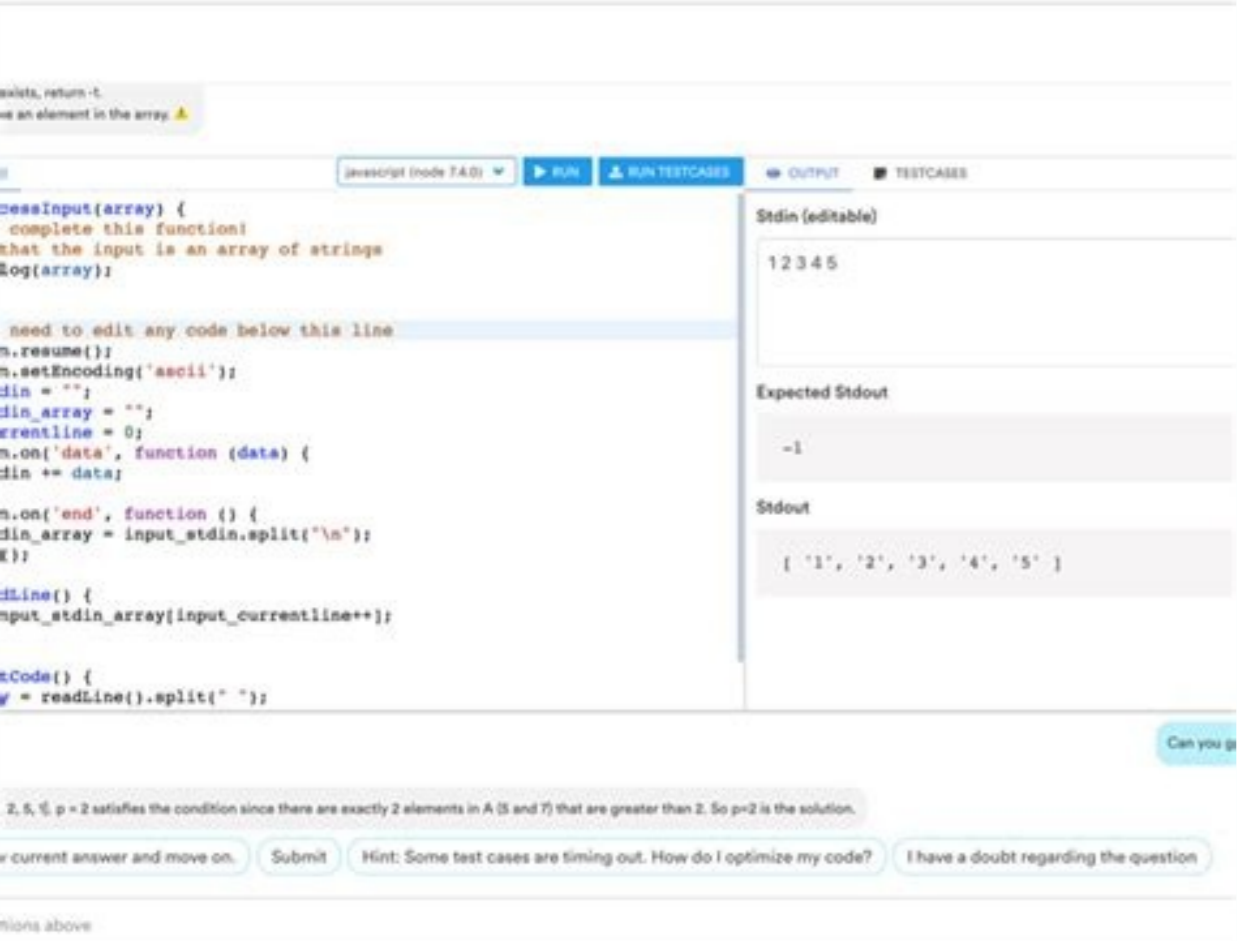 exists, return -1.
ve an element in the array. ⚠
javascript (node 7.4.0)
RUN
RUN TESTCASES
OUTPUT
TESTCASES
cessInput(array) {
complete this function!
that the input is an array of strings
log(array);
need to edit any code below this line
n.resume();
n.setEncoding('ascii');
din = "";
din_array = "";
rrentline = 0;
n.on('data', function (data) {
din += data;
n.on('end', function () {
din_array = input_stdin.split("\n");
);
dLine() {
nput_stdin_array[input_currentline++];
tCode() {
y = readLine().split(" ");
Stdin (editable)
1 2 3 4 5
Expected Stdout
-1
Stdout
[ '1', '2', '3', '4', '5' ]
Can you g
2, 5, p = 2 satisfies the condition since there are exactly 2 elements in A (5 and 7) that are greater than 2. So p=2 is the solution.
current answer and move on.
Submit
Hint: Some test cases are timing out. How do I optimize my code?
I have a doubt regarding the question
tions above